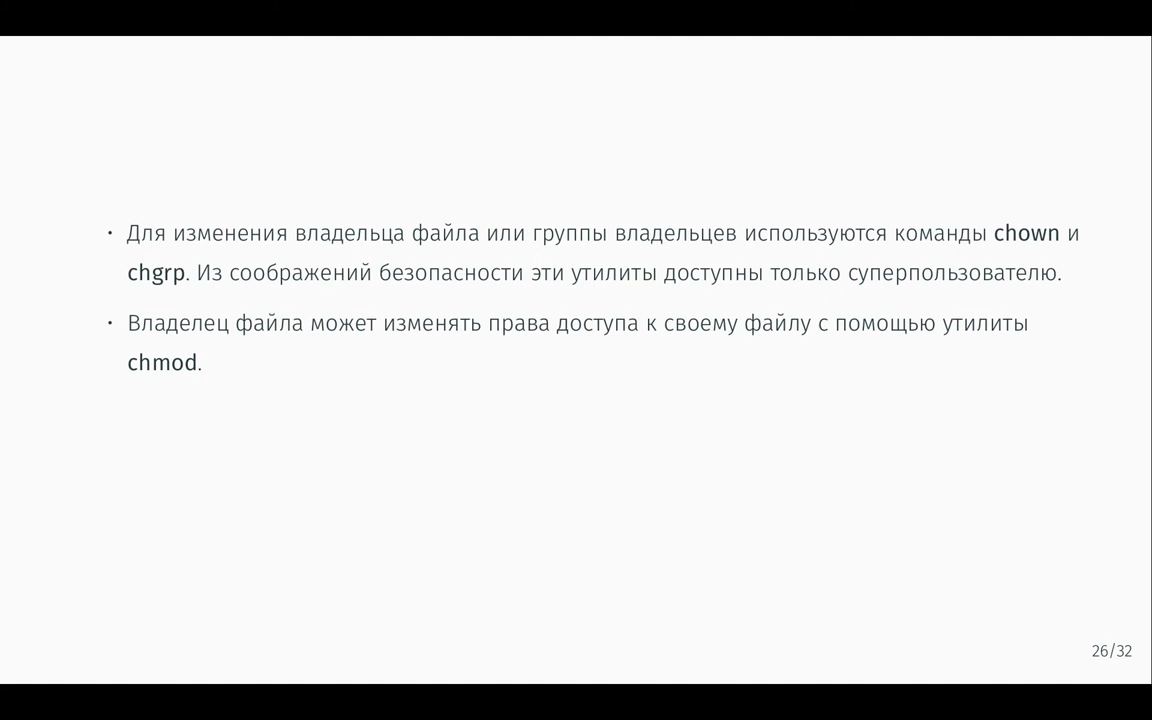 • Для изменения владельца файла или группы владельцев используются команды chown и
chgrp. Из соображений безопасности эти утилиты доступны только суперпользователю.
• Владелец файла может изменять права доступа к своему файлу с помощью утилиты
chmod.
26/32